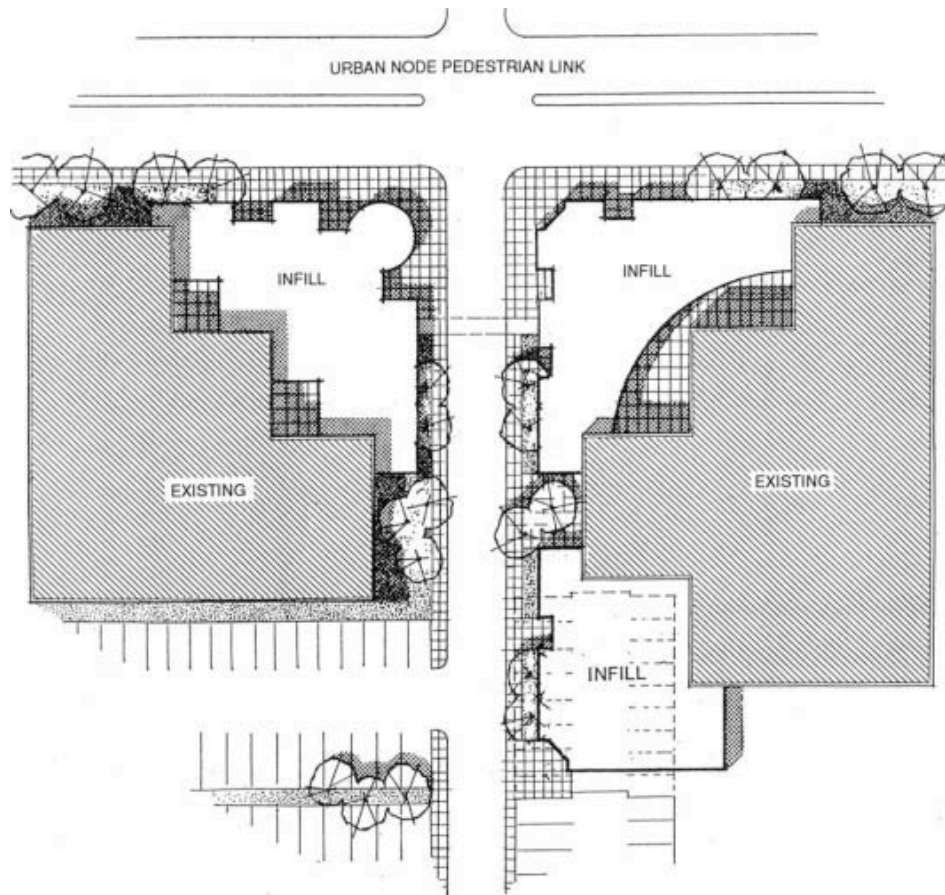 URBAN NODE PEDESTRIAN LINK
INFILL
INFILL
EXISTING
EXISTING
INFILL